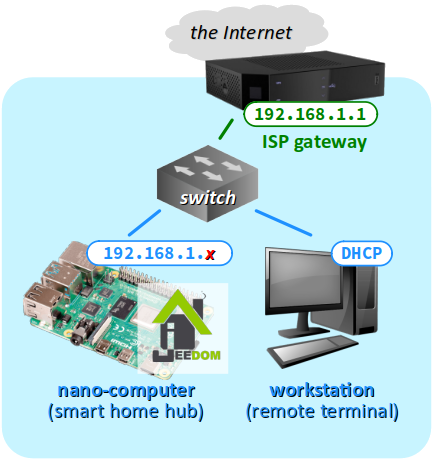 the Internet
192.168.1.1
ISP gateway
switch
192.168.1.x
DHCP
JEEDOM
nano-computer
(smart home hub)
workstation
(remote terminal)